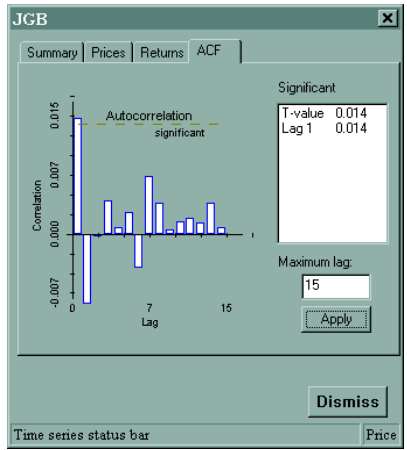 JGB
Summary
Prices
Returns
ACF
Significant
T-value 0.014
Lag 1 0.014
Autocorrelation
significant
Correlation
0.015
0.007
0.000
-0.007
0
7
15
Lag
Maximum lag:
15
Apply
Dismiss
Time series status bar
Price